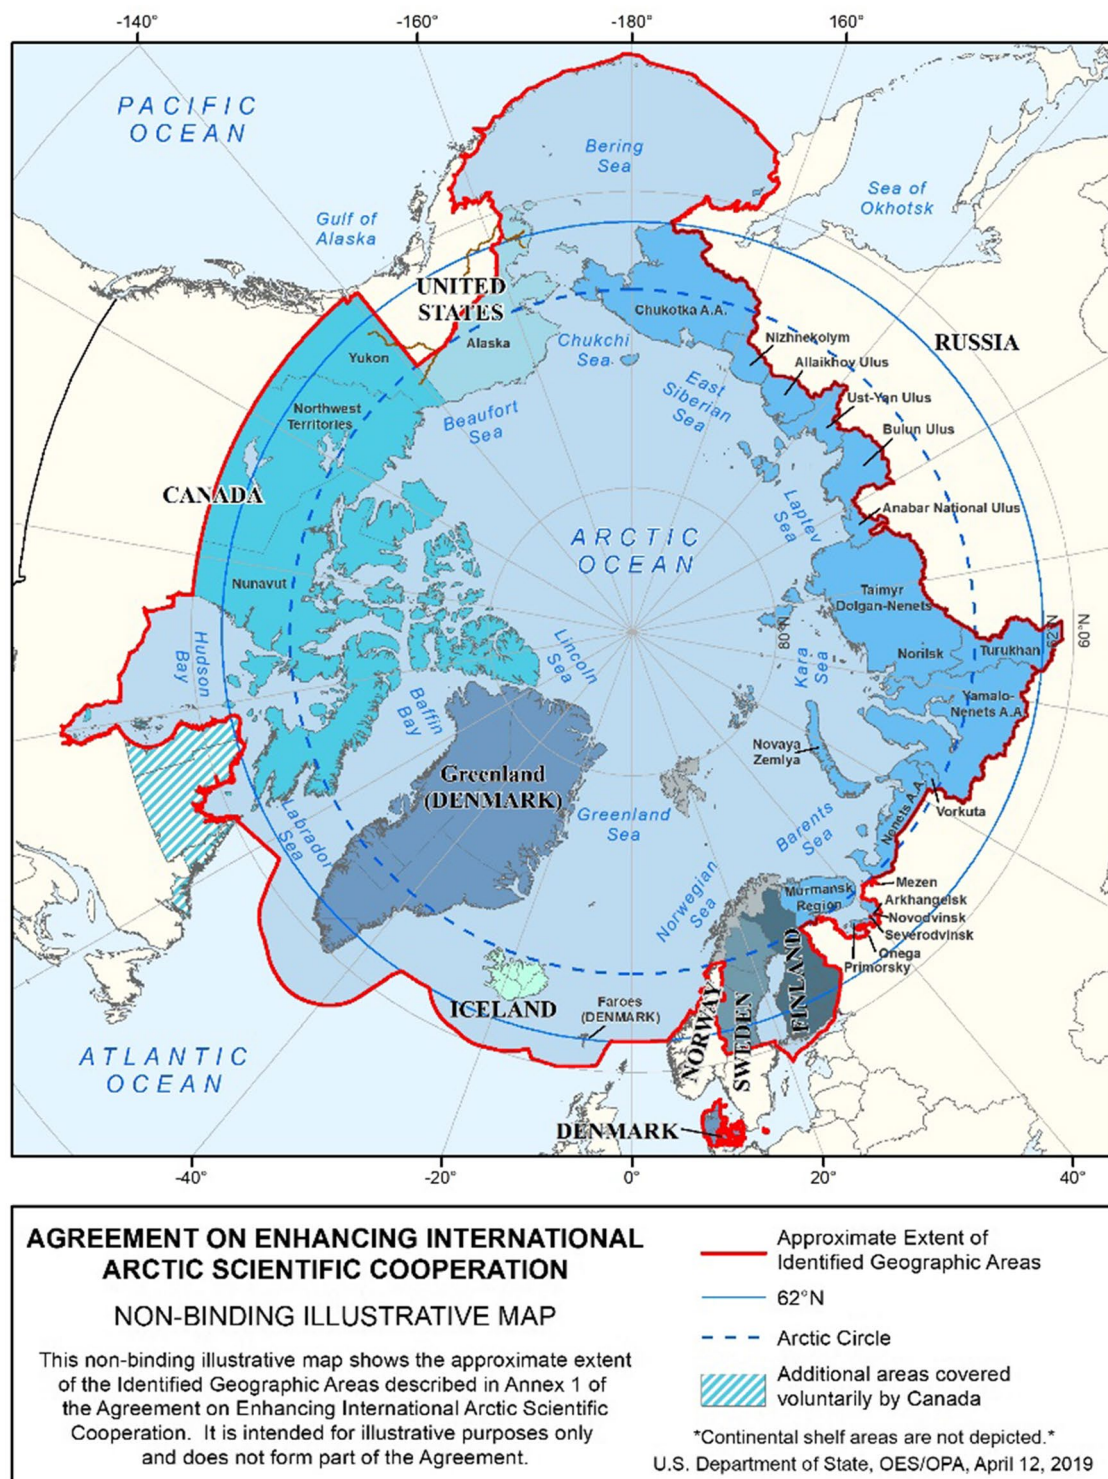 -140°
-160°
-180°
160°
PACIFIC
OCEAN
Bering
Sea
Sea of
Okhotsk
Gulf of
Alaska
UNITED
STATES
Chukotka A.A.
RUSSIA
Alaska
Chukchi
Sea
Nizhnekolym
Yukon
Allaikhov Ulus
East
Siberian
Sea
Ust-Yan Ulus
Northwest
Territories
Beaufort
Sea
Bulun Ulus
CANADA
Laptev
Sea
Anabar National Ulus
ARCTIC
OCEAN
Nunavut
Taimyr
Dolgan-Nenets
80°N
62°N
60°N
Hudson
Bay
Lincoln
Sea
Kara
Sea
Norilsk
Turukhan
Baffin
Bay
Yamalo-
Nenets A.A.
Novaya
Zemlya
Greenland
(DENMARK)
Greenland
Sea
Nenets A.A.
Vorkuta
Labrador
Sea
Barents
Sea
Norwegian
Sea
Murmansk
Region
Mezen
Arkhangelsk
Novodvinsk
Severodvinsk
Onega
Primorsky
ICELAND
Faroes
(DENMARK)
NORWAY
SWEDEN
FINLAND
ATLANTIC
OCEAN
DENMARK
-40°
-20°
0°
20°
40°
AGREEMENT ON ENHANCING INTERNATIONAL
ARCTIC SCIENTIFIC COOPERATION
NON-BINDING ILLUSTRATIVE MAP
This non-binding illustrative map shows the approximate extent
of the Identified Geographic Areas described in Annex 1 of
the Agreement on Enhancing International Arctic Scientific
Cooperation. It is intended for illustrative purposes only
and does not form part of the Agreement.
Approximate Extent of
Identified Geographic Areas
62°N
Arctic Circle
Additional areas covered
voluntarily by Canada
*Continental shelf areas are not depicted.*
U.S. Department of State, OES/OPA, April 12, 2019